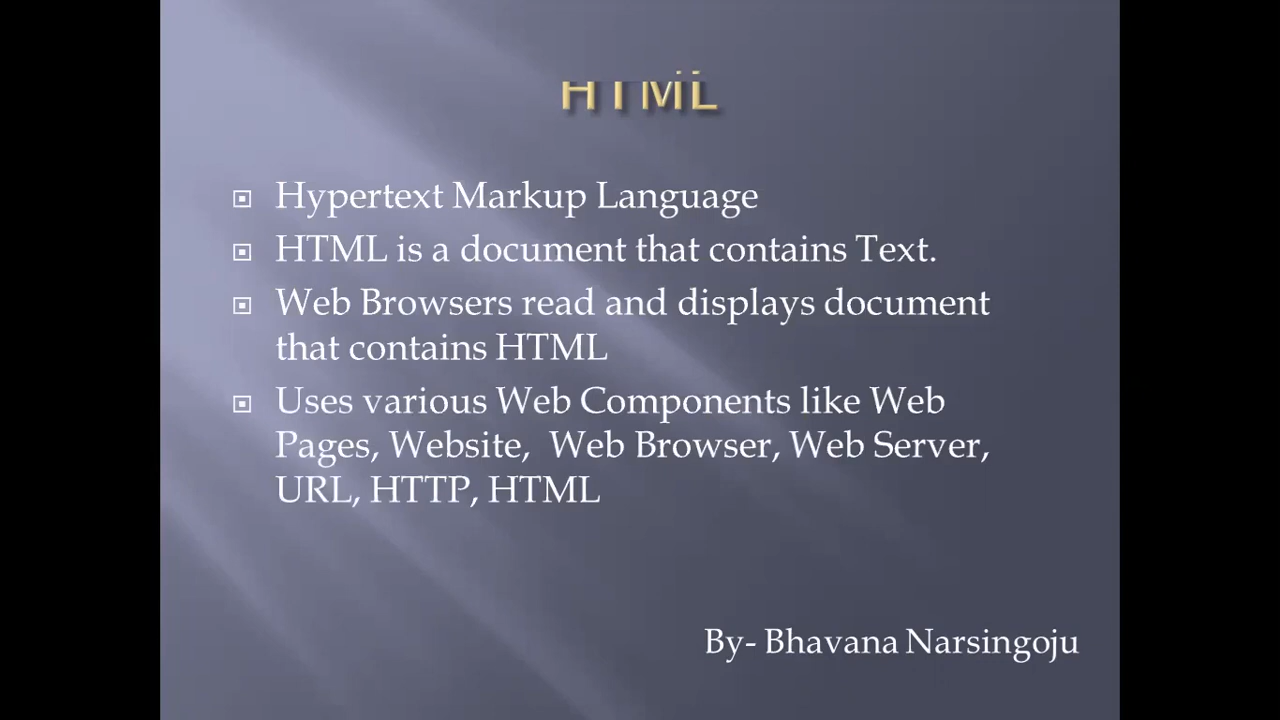 HTML
Hypertext Markup Language
HTML is a document that contains Text.
Web Browsers read and displays document
that contains HTML
Uses various Web Components like Web
Pages, Website, Web Browser, Web Server,
URL, HTTP, HTML
By- Bhavana Narsingoju